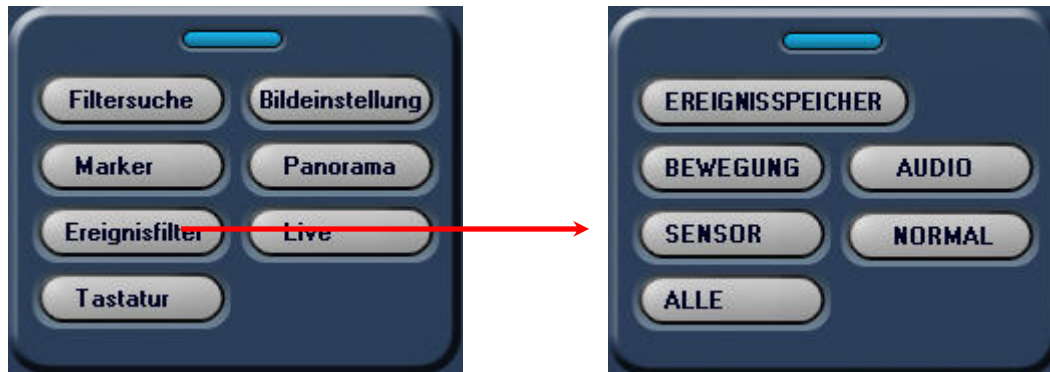 Filtersuche Bildeinstellung
Marker Panorama
Ereignisfilter Live
Tastatur
EREIGNISSPEICHER
BEWEGUNG AUDIO
SENSOR NORMAL
ALLE